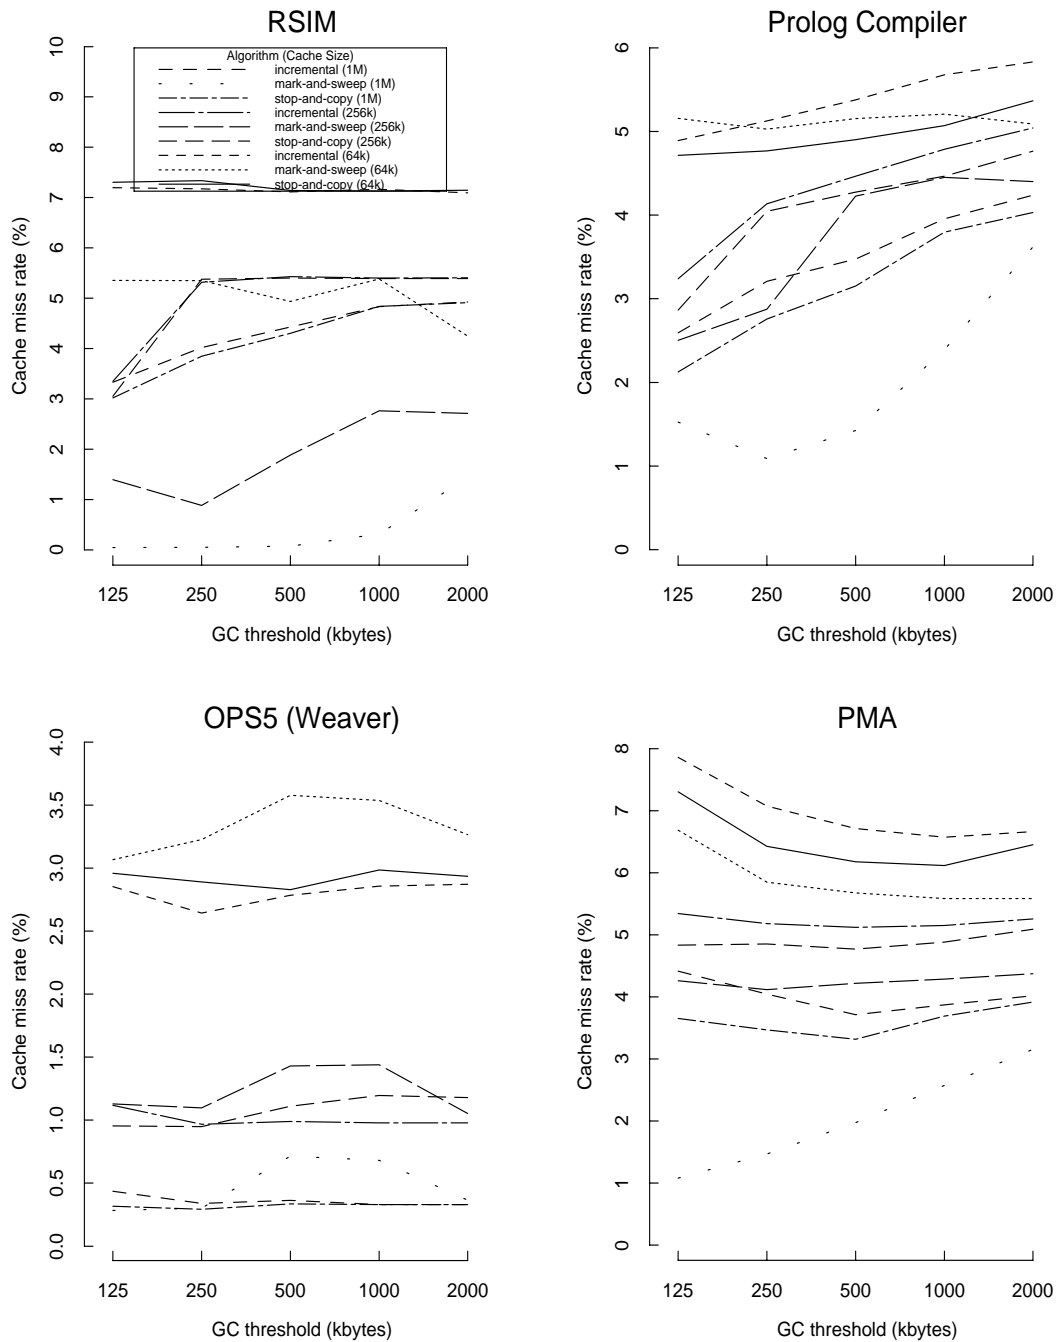 RSIM
Cache miss rate (%)
10
9
8
7
6
5
4
3
2
1
0
Algorithm (Cache Size)
incremental (1M)
mark-and-sweep (1M)
stop-and-copy (1M)
incremental (256k)
mark-and-sweep (256k)
stop-and-copy (256k)
incremental (64k)
mark-and-sweep (64k)
stop-and-copy (64k)
125 250 500 1000 2000
GC threshold (kbytes)
Prolog Compiler
Cache miss rate (%)
6
5
4
3
2
1
0
125 250 500 1000 2000
GC threshold (kbytes)
OPS5 (Weaver)
Cache miss rate (%)
4.0
3.5
3.0
2.5
2.0
1.5
1.0
0.5
0.0
125 250 500 1000 2000
GC threshold (kbytes)
PMA
Cache miss rate (%)
8
7
6
5
4
3
2
1
0
125 250 500 1000 2000
GC threshold (kbytes)